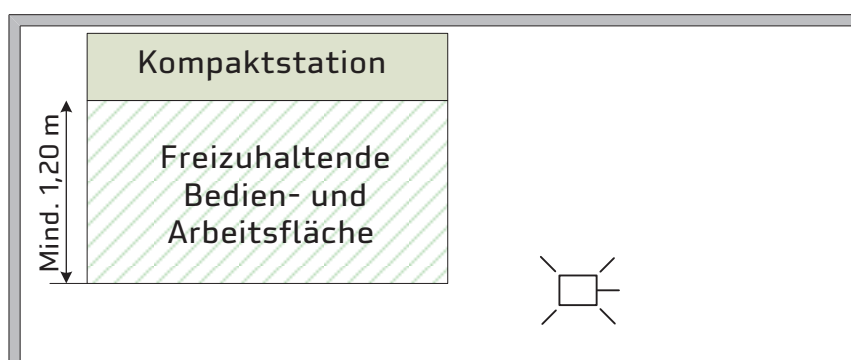 Kompaktstation
Mind. 1,20 m
Freizuhaltende
Bedien- und
Arbeitsfläche